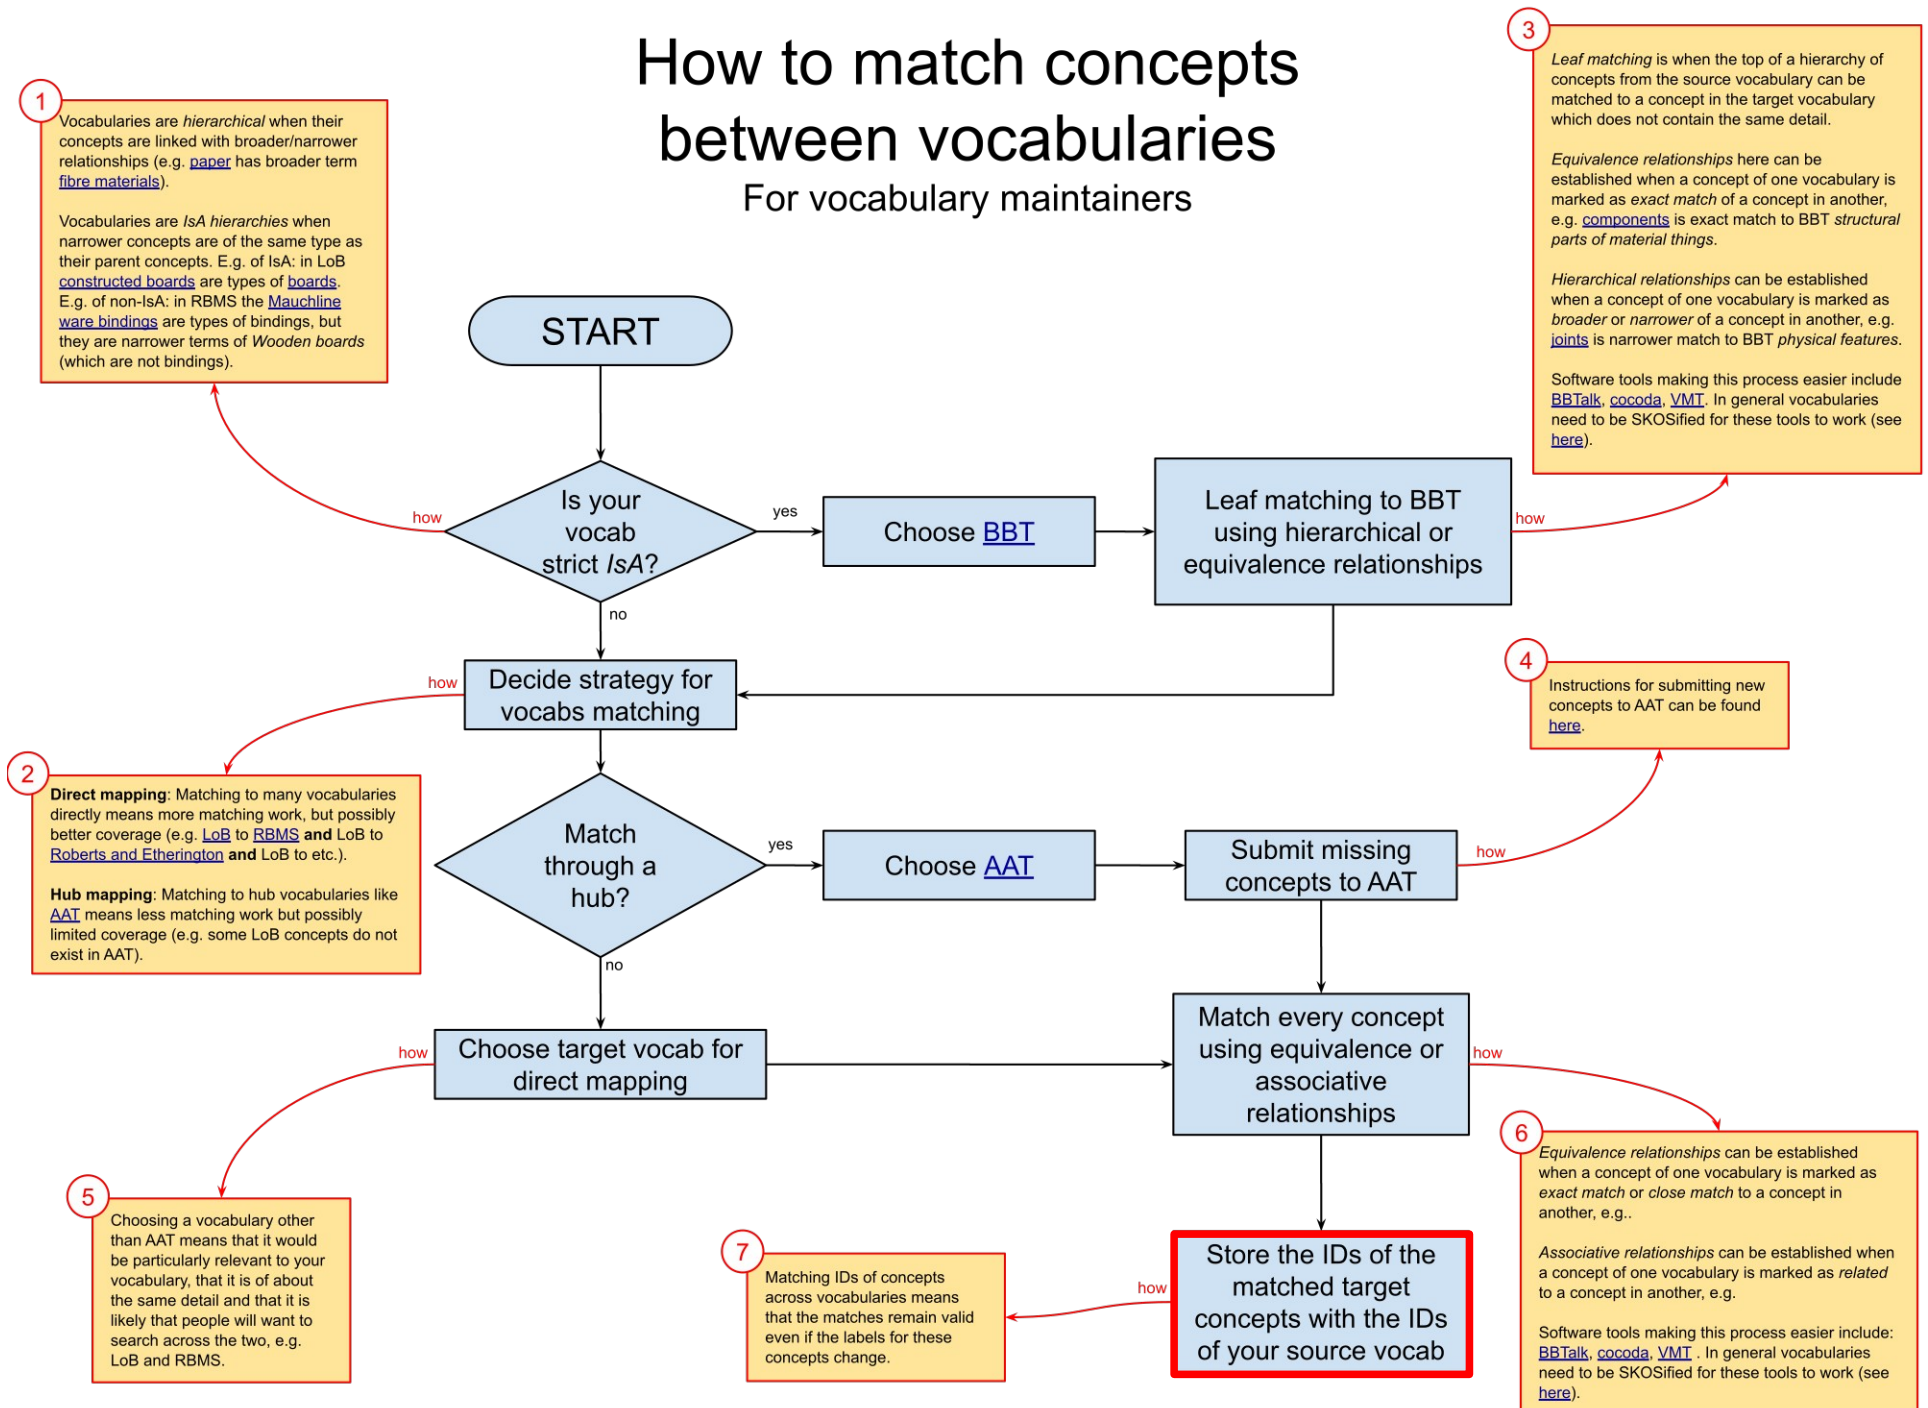 How to match concepts
between vocabularies
For vocabulary maintainers
1
Vocabularies are hierarchical when their
concepts are linked with broader/narrower
relationships (e.g. paper has broader term
fibre materials).
Vocabularies are IsA hierarchies when
narrower concepts are of the same type as
their parent concepts. E.g. of IsA: in LoB
constructed boards are types of boards.
E.g. of non-IsA: in RBMS the Mauchline
ware bindings are types of bindings, but
they are narrower terms of Wooden boards
(which are not bindings).
3
Leaf matching is when the top of a hierarchy of
concepts from the source vocabulary can be
matched to a concept in the target vocabulary
which does not contain the same detail.
Equivalence relationships here can be
established when a concept of one vocabulary is
marked as exact match of a concept in another,
e.g. components is exact match to BBT structural
parts of material things.
Hierarchical relationships can be established
when a concept of one vocabulary is marked as
broader or narrower of a concept in another, e.g.
joints is narrower match to BBT physical features.
Software tools making this process easier include
BBTalk, cocoda, VMT. In general vocabularies
need to be SKOSified for these tools to work (see
here).
START
how
Is your
vocab
strict IsA?
yes
Choose BBT
Leaf matching to BBT
using hierarchical or
equivalence relationships
how
no
how
Decide strategy for
vocabs matching
4
Instructions for submitting new
concepts to AAT can be found
here.
2
Direct mapping: Matching to many vocabularies
directly means more matching work, but possibly
better coverage (e.g. LoB to RBMS and LoB to
Roberts and Etherington and LoB to etc.).
Hub mapping: Matching to hub vocabularies like
AAT means less matching work but possibly
limited coverage (e.g. some LoB concepts do not
exist in AAT).
Match
through a
hub?
yes
Choose AAT
Submit missing
concepts to AAT
how
no
how
Choose target vocab for
direct mapping
Match every concept
using equivalence or
associative
relationships
how
5
Choosing a vocabulary other
than AAT means that it would
be particularly relevant to your
vocabulary, that it is of about
the same detail and that it is
likely that people will want to
search across the two, e.g.
LoB and RBMS.
7
Matching IDs of concepts
across vocabularies means
that the matches remain valid
even if the labels for these
concepts change.
how
Store the IDs of the
matched target
concepts with the IDs
of your source vocab
6
Equivalence relationships can be established
when a concept of one vocabulary is marked as
exact match or close match to a concept in
another, e.g..
Associative relationships can be established when
a concept of one vocabulary is marked as related
to a concept in another, e.g.
Software tools making this process easier include:
BBTalk, cocoda, VMT . In general vocabularies
need to be SKOSified for these tools to work (see
here).